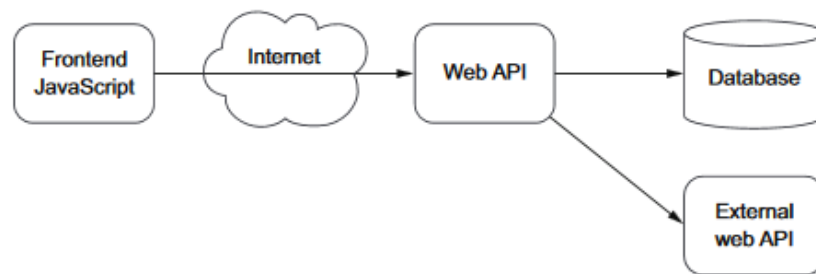 Frontend
JavaScript
Internet
Web API
Database
External
web API